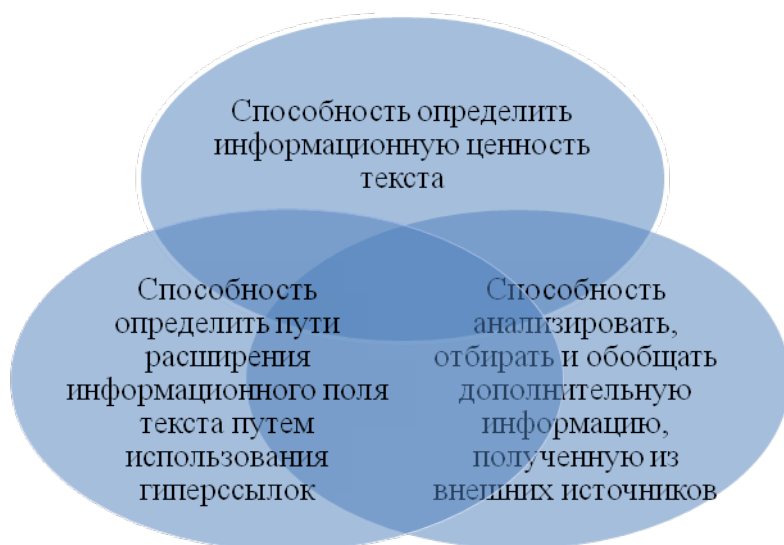 Способность определить
информационную ценность
текста
Способность
определить пути
расширения
информационного поля
текста путем
использования
гиперссылок
Способность
анализировать,
отбирать и обобщать
дополнительную
информацию,
полученную из
внешних источников